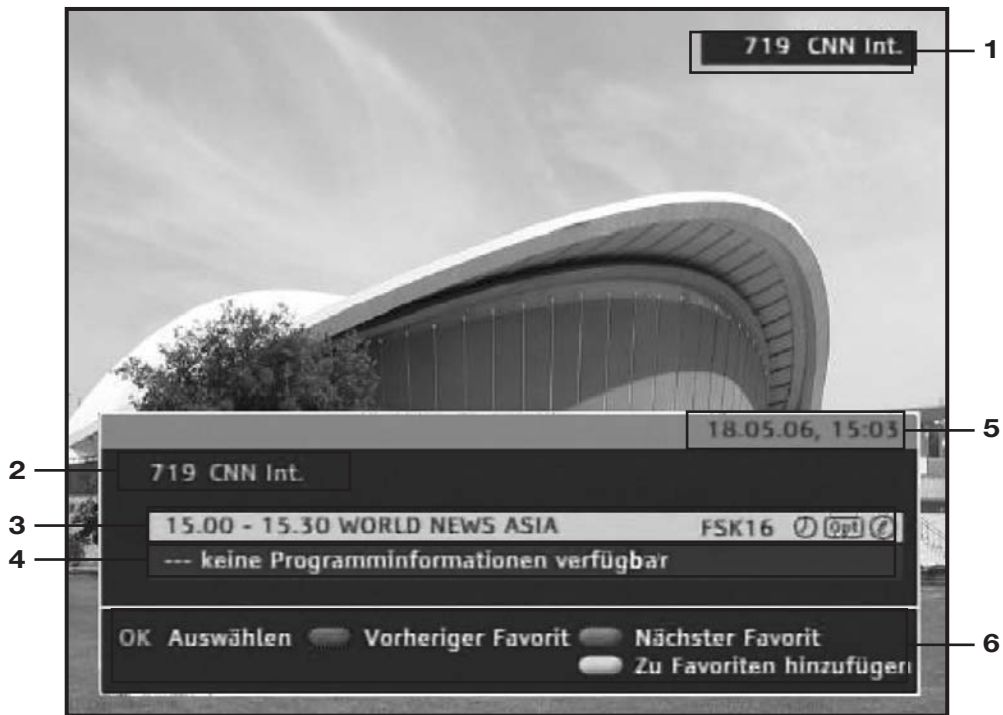 719 CNN Int.
1
18.05.06, 15:03
5
2
719 CNN Int.
3
15.00 - 15.30 WORLD NEWS ASIA FSK16 Opt
4
--- keine Programminformationen verfügbar
OK Auswählen Vorheriger Favorit Nächster Favorit
6
Zu Favoriten hinzufügen